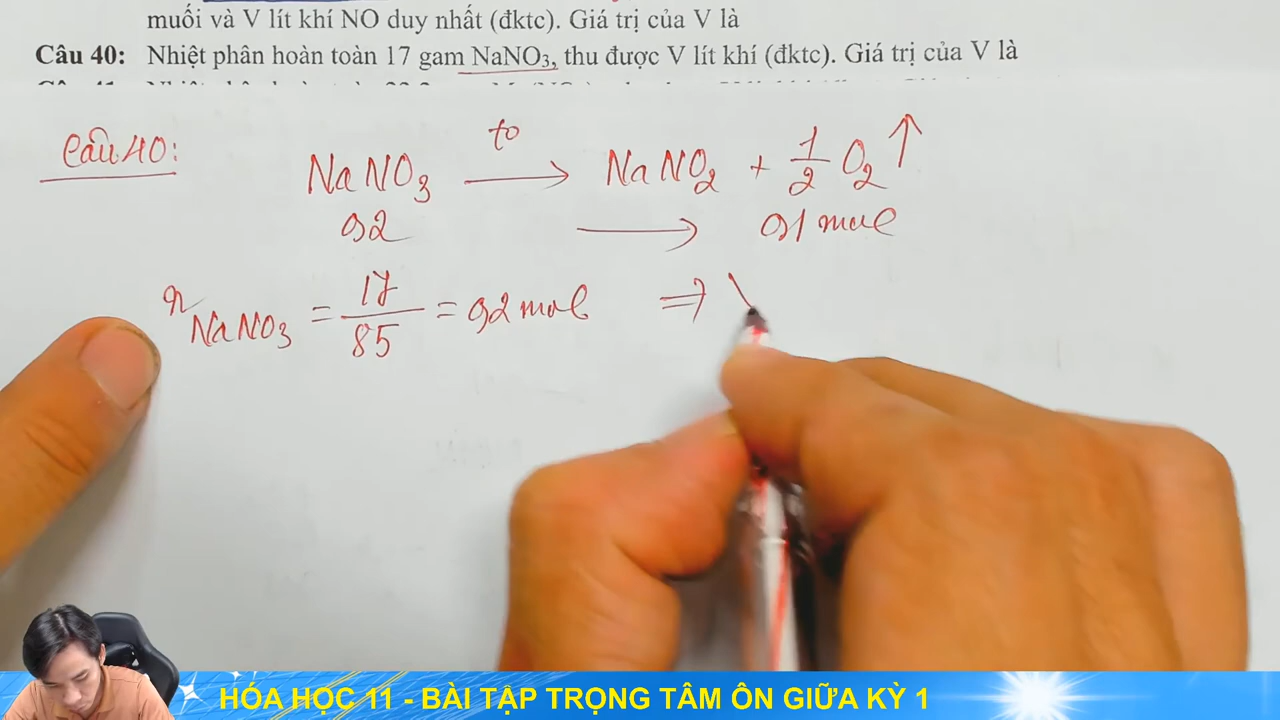 muối và V lít khí NO duy nhất (đktc). Giá trị của V là
Câu 40: Nhiệt phân hoàn toàn 17 gam NaNO₃, thu được V lít khí (đktc). Giá trị của V là
Câu 40:
NaNO₃ —to→ NaNO₂ + 1/2 O₂ ↑
0,2 → 0,1 mol
nNaNO₃ = 17/85 = 0,2 mol ⇒
HÓA HỌC 11 - BÀI TẬP TRỌNG TÂM ÔN GIỮA KỲ 1